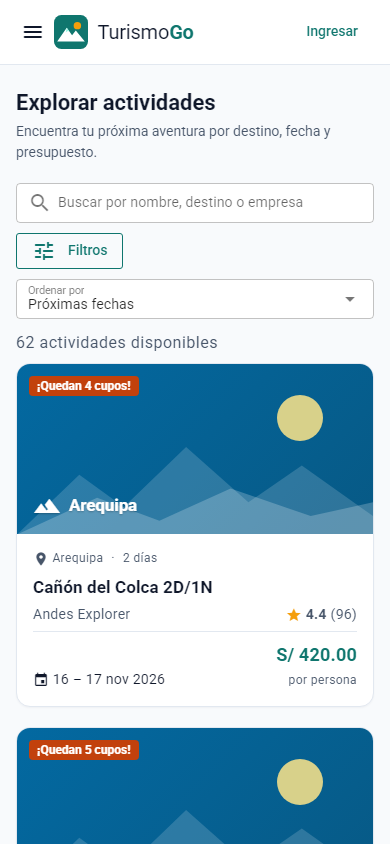 TurismoGo
Ingresar
Explorar actividades
Encuentra tu próxima aventura por destino, fecha y
presupuesto.
Buscar por nombre, destino o empresa
Filtros
Ordenar por
Próximas fechas
62 actividades disponibles
¡Quedan 4 cupos!
Arequipa
Arequipa · 2 días
Cañón del Colca 2D/1N
Andes Explorer
4.4 (96)
S/ 420.00
16 – 17 nov 2026
por persona
¡Quedan 5 cupos!